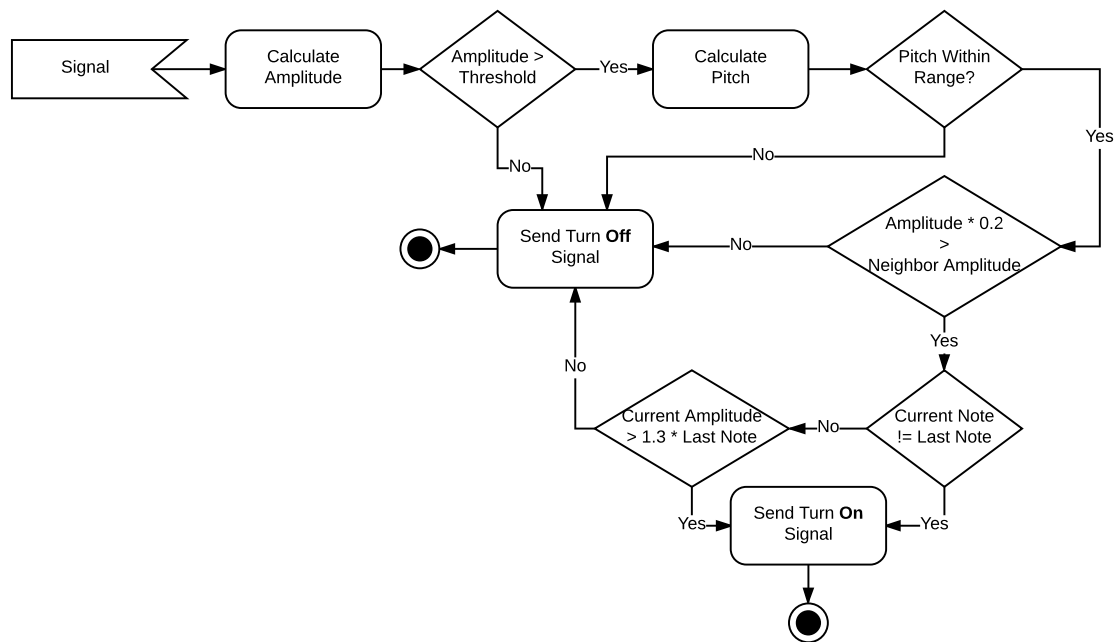 Signal
Calculate
Amplitude
Amplitude >
Threshold
Yes
Calculate
Pitch
Pitch Within
Range?
Yes
No
No
Send Turn Off
Signal
No
Amplitude * 0.2
>
Neighbor Amplitude
Yes
No
Current Amplitude
> 1.3 * Last Note
No
Current Note
!= Last Note
Yes
Send Turn On
Signal
Yes